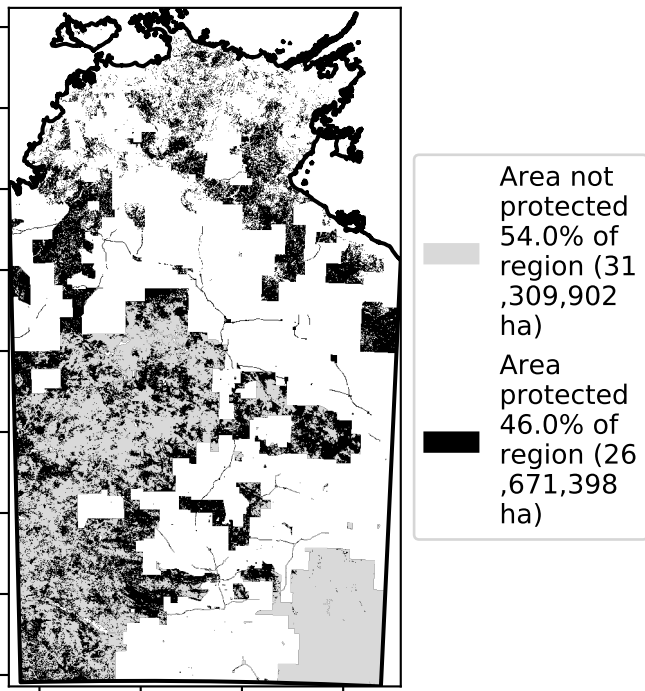 Area not
protected
54.0% of
region (31
,309,902
ha)
Area
protected
46.0% of
region (26
,671,398
ha)